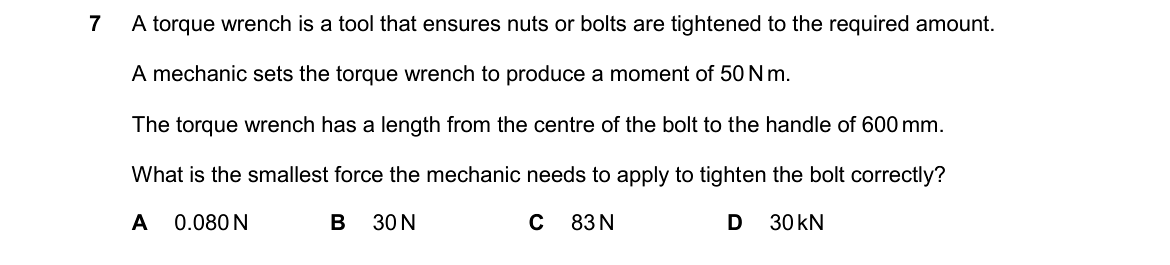 7 A torque wrench is a tool that ensures nuts or bolts are tightened to the required amount.
A mechanic sets the torque wrench to produce a moment of 50 N m.
The torque wrench has a length from the centre of the bolt to the handle of 600 mm.
What is the smallest force the mechanic needs to apply to tighten the bolt correctly?
A 0.080 N B 30 N C 83 N D 30 kN